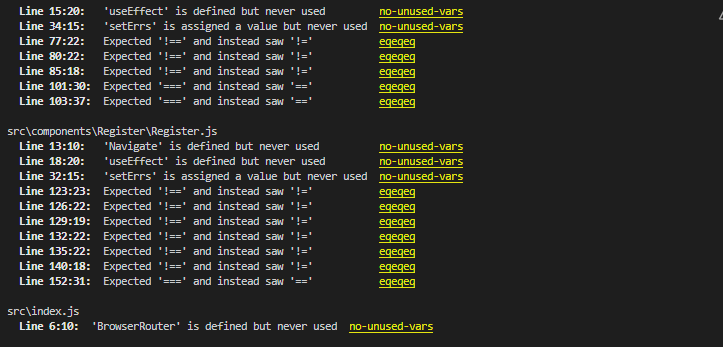 Line 15:20: 'useEffect' is defined but never used no-unused-vars
Line 34:15: 'setErrs' is assigned a value but never used no-unused-vars
Line 77:22: Expected '!==' and instead saw '!=' eqeqeq
Line 80:22: Expected '!==' and instead saw '!=' eqeqeq
Line 85:18: Expected '!==' and instead saw '!=' eqeqeq
Line 101:30: Expected '===' and instead saw '==' eqeqeq
Line 103:37: Expected '===' and instead saw '==' eqeqeq
src\components\Register\Register.js
Line 13:10: 'Navigate' is defined but never used no-unused-vars
Line 18:20: 'useEffect' is defined but never used no-unused-vars
Line 32:15: 'setErrs' is assigned a value but never used no-unused-vars
Line 123:23: Expected '!==' and instead saw '!=' eqeqeq
Line 126:22: Expected '!==' and instead saw '!=' eqeqeq
Line 129:19: Expected '!==' and instead saw '!=' eqeqeq
Line 132:22: Expected '!==' and instead saw '!=' eqeqeq
Line 135:22: Expected '!==' and instead saw '!=' eqeqeq
Line 140:18: Expected '!==' and instead saw '!=' eqeqeq
Line 152:31: Expected '===' and instead saw '==' eqeqeq
src\index.js
Line 6:10: 'BrowserRouter' is defined but never used no-unused-vars